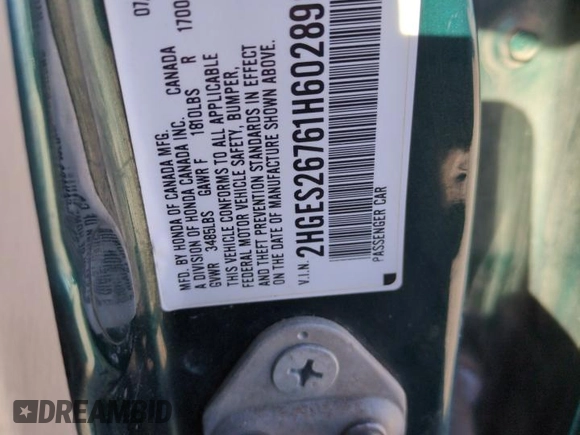 07
MFD. BY HONDA OF CANADA MFG.
A DIVISION OF HONDA CANADA INC. CANADA
GVWR 3485LBS GAWR F 1810LBS R 1700
THIS VEHICLE CONFORMS TO ALL APPLICABLE
FEDERAL MOTOR VEHICLE SAFETY, BUMPER,
AND THEFT PREVENTION STANDARDS IN EFFECT
ON THE DATE OF MANUFACTURE SHOWN ABOVE.
V.I.N. 2HGES26761H60289
PASSENGER CAR
DREAMBID